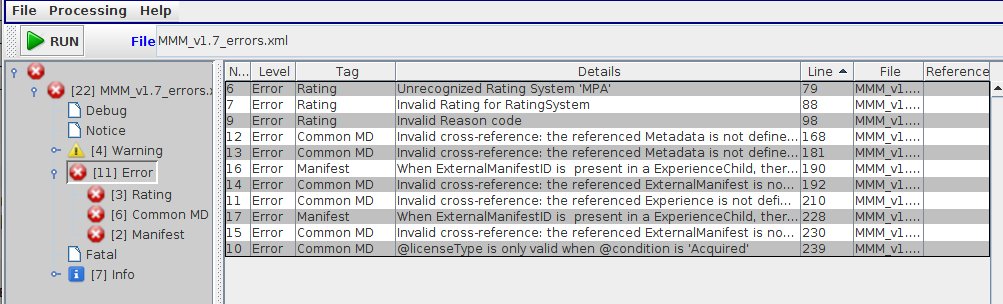 File Processing Help
RUN File MMM_v1.7_errors.xml
[22] MMM_v1.7_errors.x
Debug
Notice
[4] Warning
[11] Error
[3] Rating
[6] Common MD
[2] Manifest
Fatal
[7] Info
N... Level Tag Details Line File Reference
6 Error Rating Unrecognized Rating System 'MPA' 79 MMM_v1....
7 Error Rating Invalid Rating for RatingSystem 88 MMM_v1....
9 Error Rating Invalid Reason code 98 MMM_v1....
12 Error Common MD Invalid cross-reference: the referenced Metadata is not define... 168 MMM_v1....
13 Error Common MD Invalid cross-reference: the referenced Metadata is not define... 181 MMM_v1....
16 Error Manifest When ExternalManifestID is present in a ExperienceChild, ther... 190 MMM_v1....
14 Error Common MD Invalid cross-reference: the referenced ExternalManifest is no... 192 MMM_v1....
11 Error Common MD Invalid cross-reference: the referenced Experience is not defi... 210 MMM_v1....
17 Error Manifest When ExternalManifestID is present in a ExperienceChild, ther... 228 MMM_v1....
15 Error Common MD Invalid cross-reference: the referenced ExternalManifest is no... 230 MMM_v1....
10 Error Common MD @licenseType is only valid when @condition is 'Acquired' 239 MMM_v1....